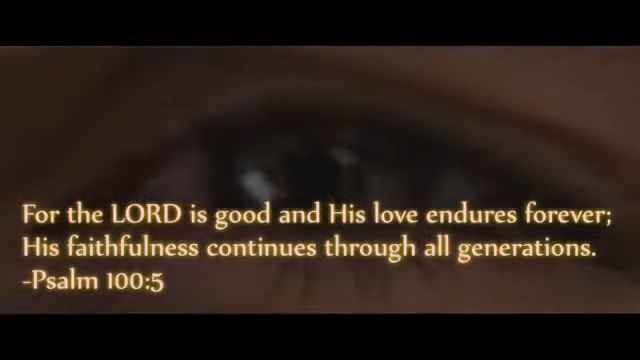 For the LORD is good and His love endures forever;
His faithfulness continues through all generations.
-Psalm 100:5